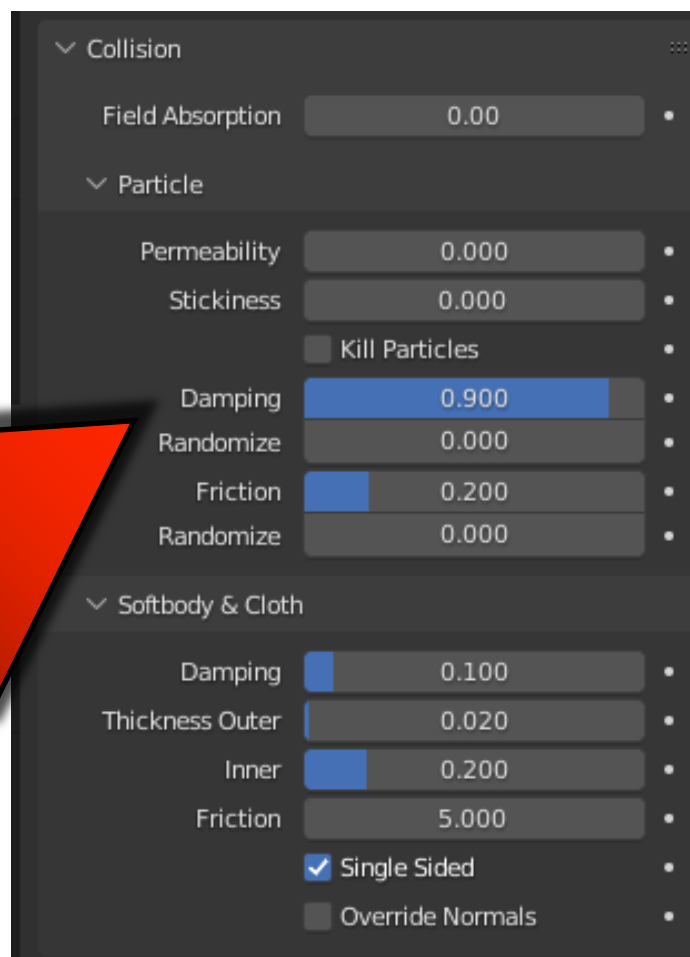 Collision
Field Absorption 0.00
Particle
Permeability 0.000
Stickiness 0.000
Kill Particles
Damping 0.900
Randomize 0.000
Friction 0.200
Randomize 0.000
Softbody & Cloth
Damping 0.100
Thickness Outer 0.020
Inner 0.200
Friction 5.000
Single Sided
Override Normals